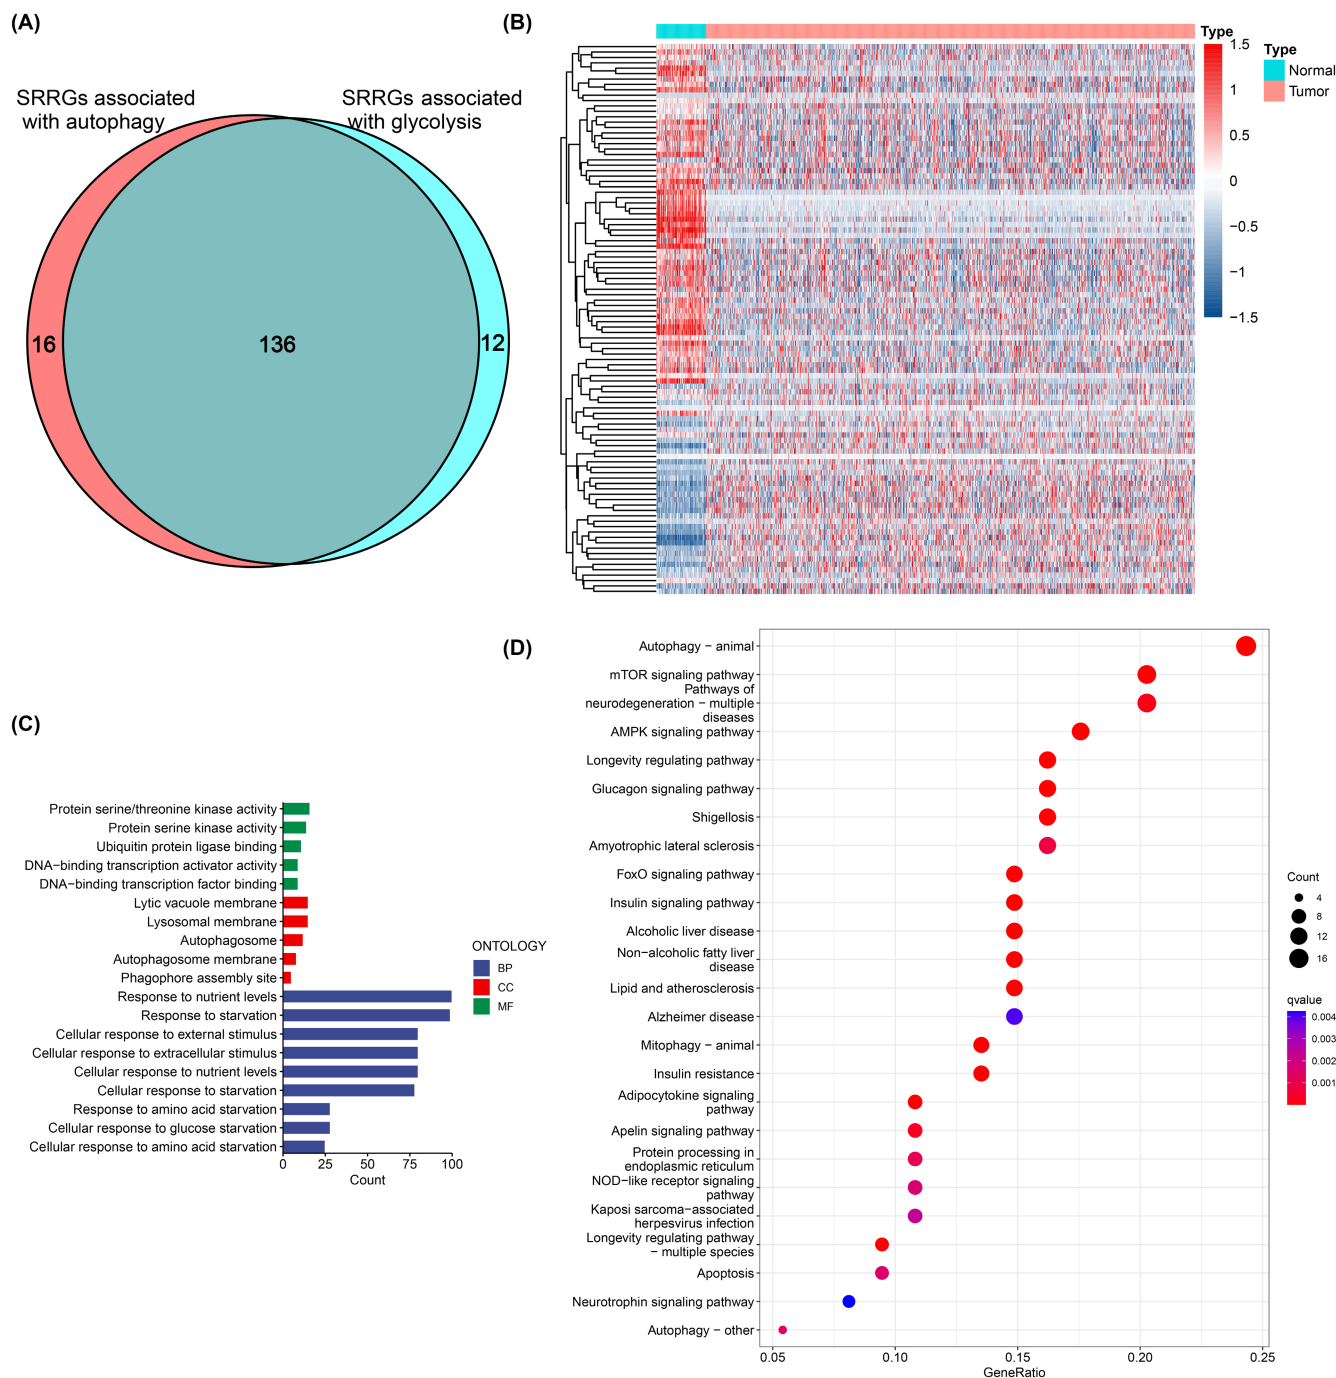 (A)
SRRGs associated
with autophagy
SRRGs associated
with glycolysis
16
136
12
(B)
Type
1.5
1
0.5
0
−0.5
−1
−1.5
Type
Normal
Tumor
(C)
Protein serine/threonine kinase activity
Protein serine kinase activity
Ubiquitin protein ligase binding
DNA−binding transcription activator activity
DNA−binding transcription factor binding
Lytic vacuole membrane
Lysosomal membrane
Autophagosome
Autophagosome membrane
Phagophore assembly site
Response to nutrient levels
Response to starvation
Cellular response to external stimulus
Cellular response to extracellular stimulus
Cellular response to nutrient levels
Cellular response to starvation
Response to amino acid starvation
Cellular response to glucose starvation
Cellular response to amino acid starvation
0 25 50 75 100
Count
ONTOLOGY
BP
CC
MF
(D)
Autophagy − animal
mTOR signaling pathway
Pathways of
neurodegeneration − multiple
diseases
AMPK signaling pathway
Longevity regulating pathway
Glucagon signaling pathway
Shigellosis
Amyotrophic lateral sclerosis
FoxO signaling pathway
Insulin signaling pathway
Alcoholic liver disease
Non−alcoholic fatty liver
disease
Lipid and atherosclerosis
Alzheimer disease
Mitophagy − animal
Insulin resistance
Adipocytokine signaling
pathway
Apelin signaling pathway
Protein processing in
endoplasmic reticulum
NOD−like receptor signaling
pathway
Kaposi sarcoma−associated
herpesvirus infection
Longevity regulating pathway
− multiple species
Apoptosis
Neurotrophin signaling pathway
Autophagy − other
0.05 0.10 0.15 0.20 0.25
GeneRatio
Count
4
8
12
16
qvalue
0.004
0.003
0.002
0.001